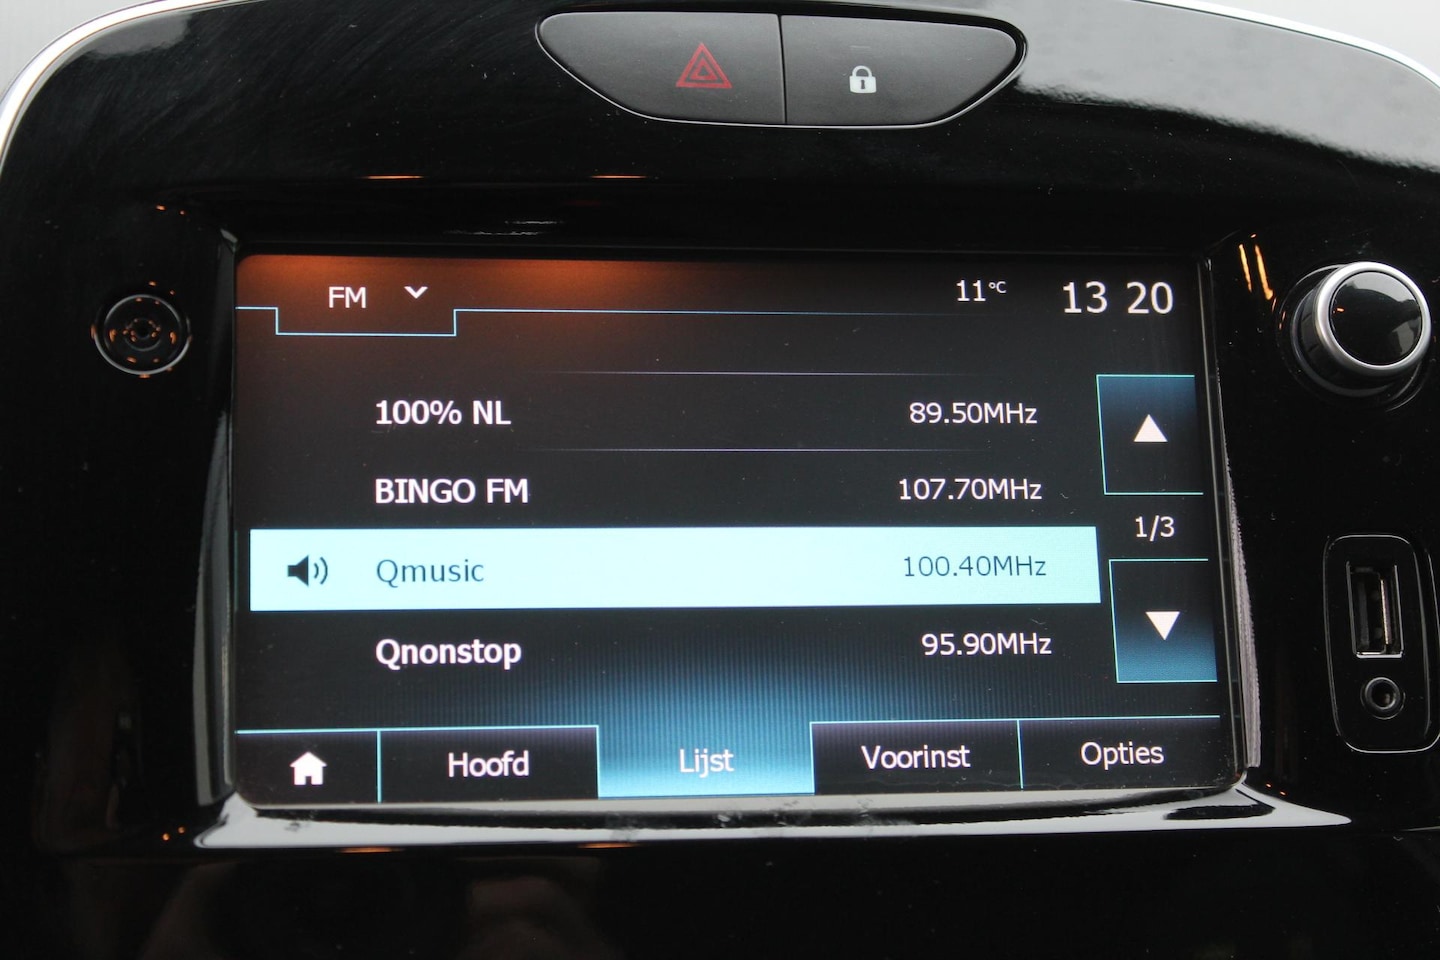 FM 11°C 13 20
100% NL 89.50MHz
BINGO FM 107.70MHz
1/3
Qmusic 100.40MHz
Qnonstop 95.90MHz
Hoofd Lijst Voorinst Opties